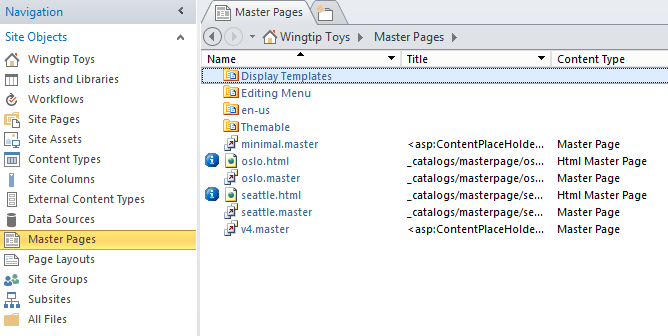 Navigation
Site Objects
Wingtip Toys
Lists and Libraries
Workflows
Site Pages
Site Assets
Content Types
Site Columns
External Content Types
Data Sources
Master Pages
Page Layouts
Site Groups
Subsites
All Files
Master Pages
Wingtip Toys Master Pages
Name Title Content Type
Display Templates
Editing Menu
en-us
Themable
minimal.master <asp:ContentPlaceHolde... Master Page
oslo.html _catalogs/masterpage/os... Html Master Page
oslo.master _catalogs/masterpage/os... Master Page
seattle.html _catalogs/masterpage/se... Html Master Page
seattle.master _catalogs/masterpage/se... Master Page
v4.master <asp:ContentPlaceHolde... Master Page